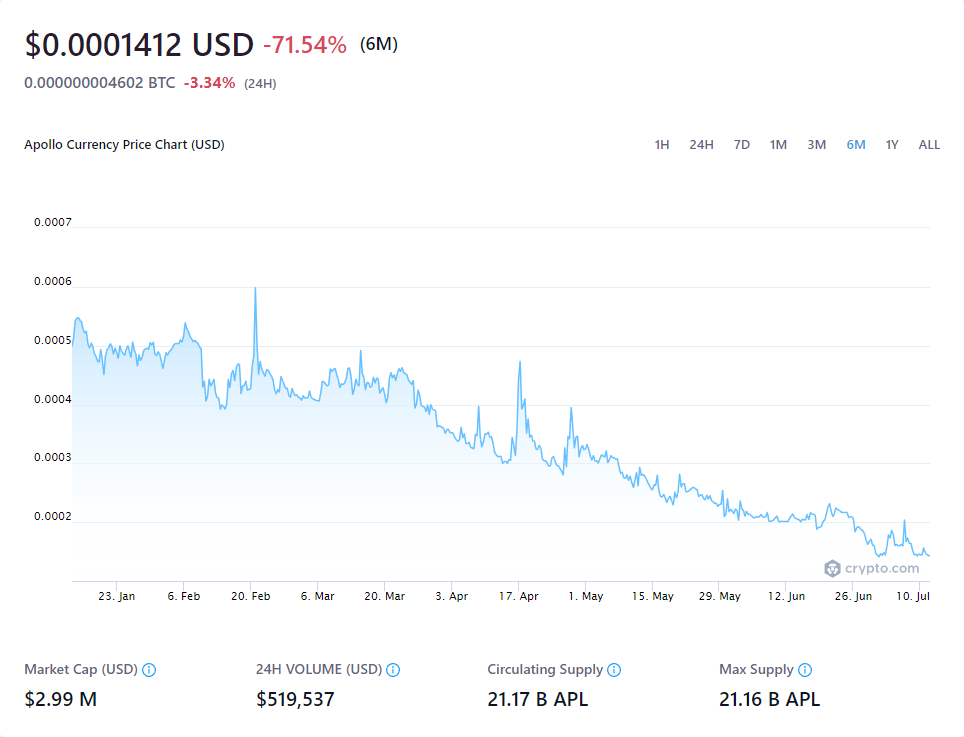 $0.0001412 USD -71.54% (6M)
0.000000004602 BTC -3.34% (24H)
Apollo Currency Price Chart (USD)
1H 24H 7D 1M 3M 6M 1Y ALL
0.0007
0.0006
0.0005
0.0004
0.0003
0.0002
crypto.com
23. Jan 6. Feb 20. Feb 6. Mar 20. Mar 3. Apr 17. Apr 1. May 15. May 29. May 12. Jun 26. Jun 10. Jul
Market Cap (USD) 24H VOLUME (USD) Circulating Supply Max Supply
$2.99 M $519,537 21.17 B APL 21.16 B APL